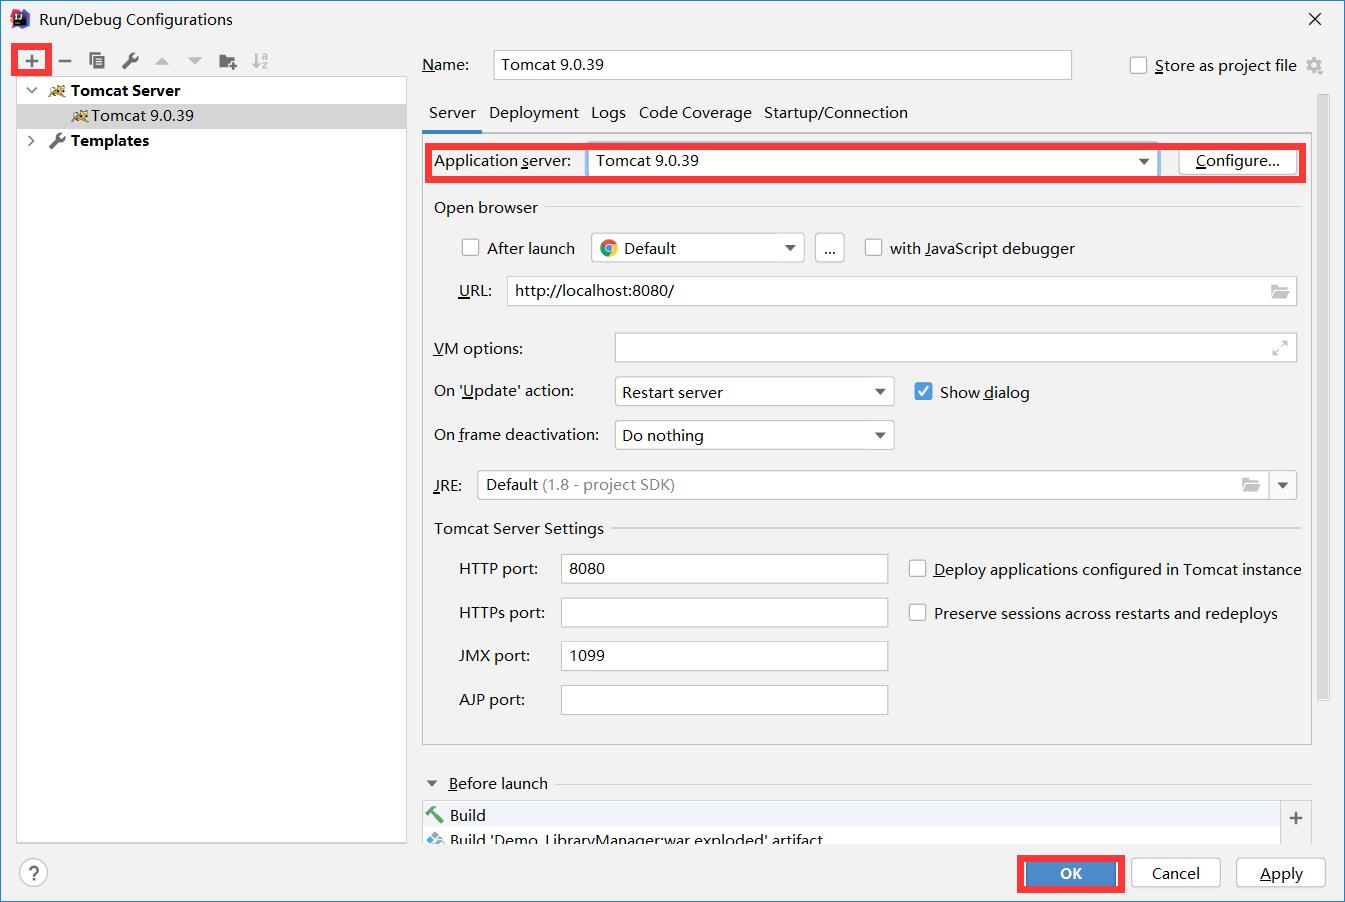 Run/Debug Configurations
Tomcat Server
Tomcat 9.0.39
Templates
Name: Tomcat 9.0.39 Store as project file
Server Deployment Logs Code Coverage Startup/Connection
Application server: Tomcat 9.0.39 Configure...
Open browser
After launch Default ... with JavaScript debugger
URL: http://localhost:8080/
VM options:
On 'Update' action: Restart server Show dialog
On frame deactivation: Do nothing
JRE: Default (1.8 - project SDK)
Tomcat Server Settings
HTTP port: 8080 Deploy applications configured in Tomcat instance
HTTPs port: Preserve sessions across restarts and redeploys
JMX port: 1099
AJP port:
Before launch
Build
Build 'Demo_LibraryManager:war exploded' artifact
? OK Cancel Apply